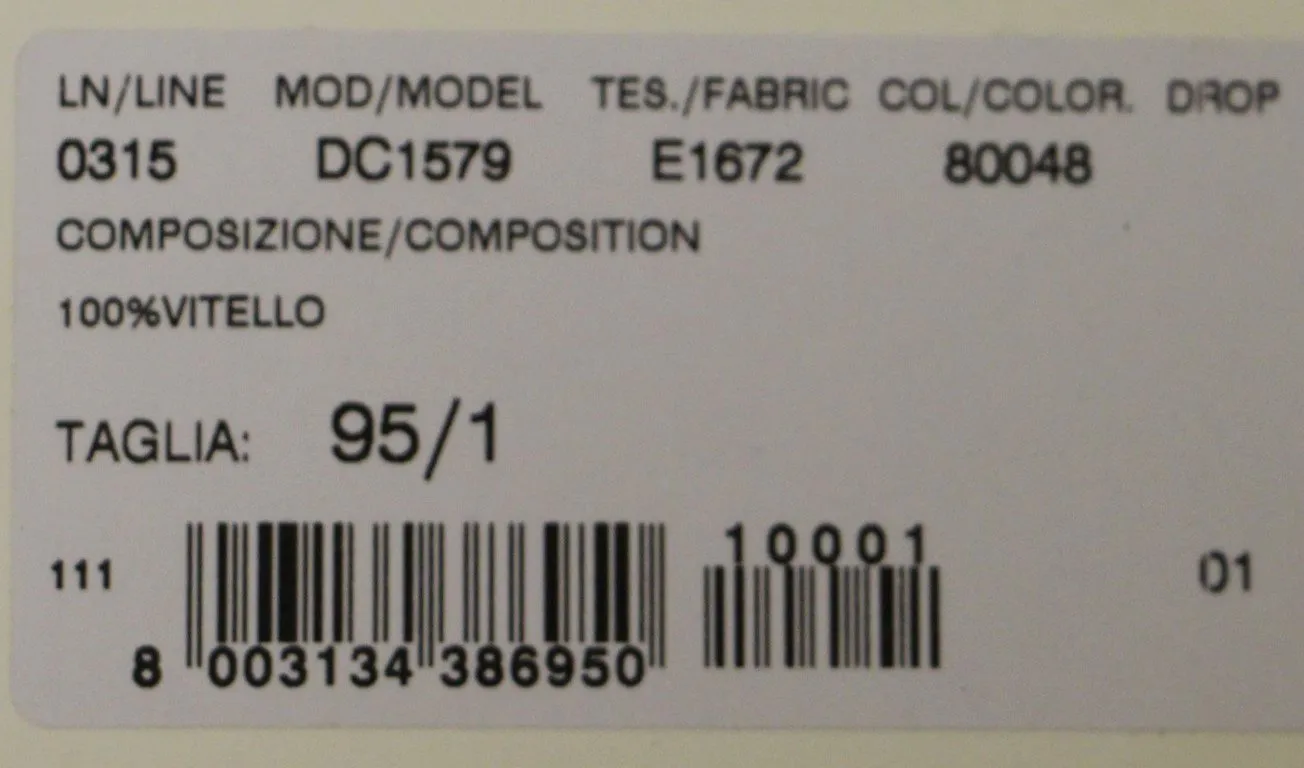 LN/LINE MOD/MODEL TES./FABRIC COL/COLOR. DROP
0315 DC1579 E1672 80048
COMPOSIZIONE/COMPOSITION
100%VITELLO
TAGLIA: 95/1
111 10001 01
8 003134 386950